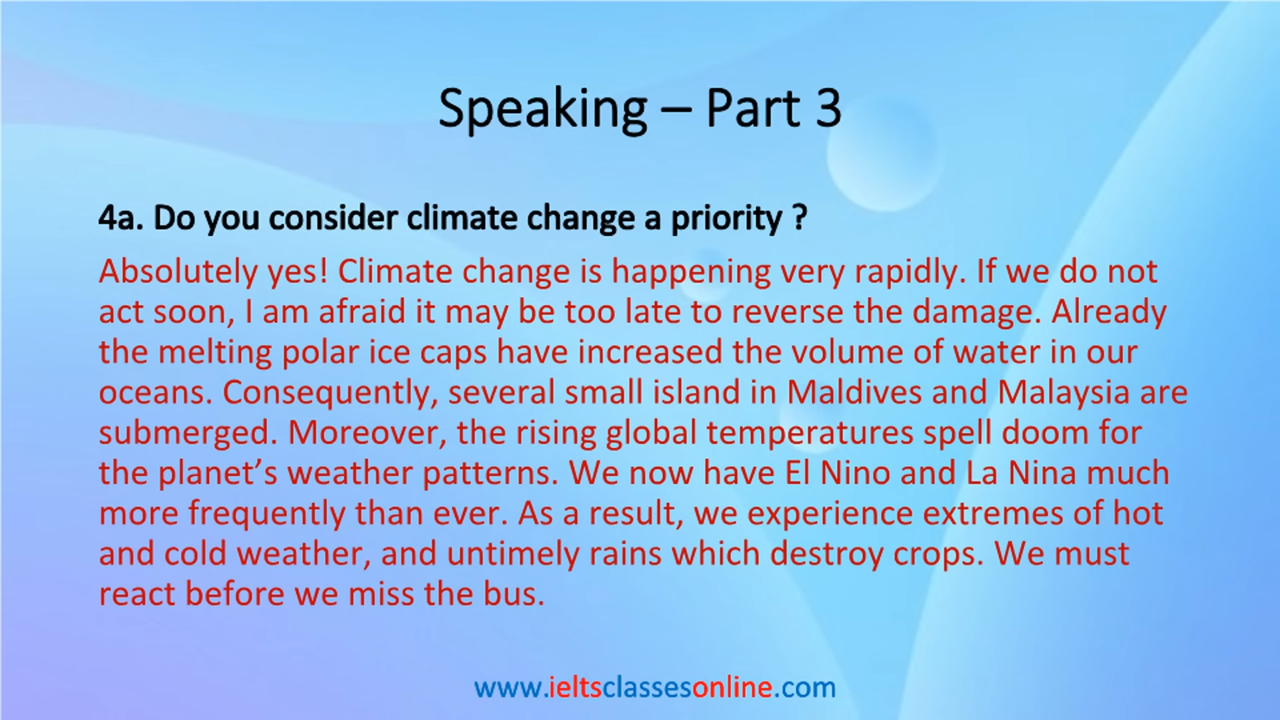 Speaking – Part 3
4a. Do you consider climate change a priority ?
Absolutely yes! Climate change is happening very rapidly. If we do not
act soon, I am afraid it may be too late to reverse the damage. Already
the melting polar ice caps have increased the volume of water in our
oceans. Consequently, several small island in Maldives and Malaysia are
submerged. Moreover, the rising global temperatures spell doom for
the planet’s weather patterns. We now have El Nino and La Nina much
more frequently than ever. As a result, we experience extremes of hot
and cold weather, and untimely rains which destroy crops. We must
react before we miss the bus.
www.ieltsclassesonline.com